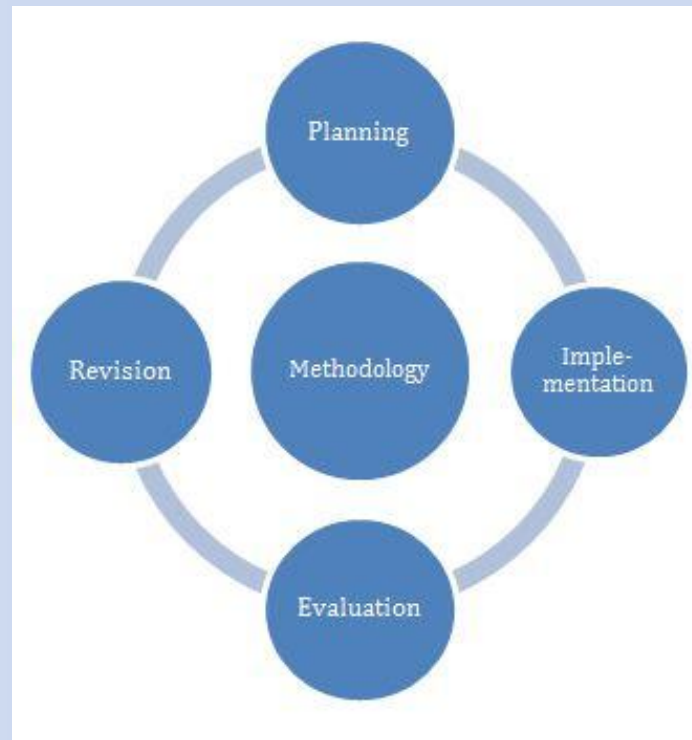 Planning
Revision
Methodology
Imple-
mentation
Evaluation